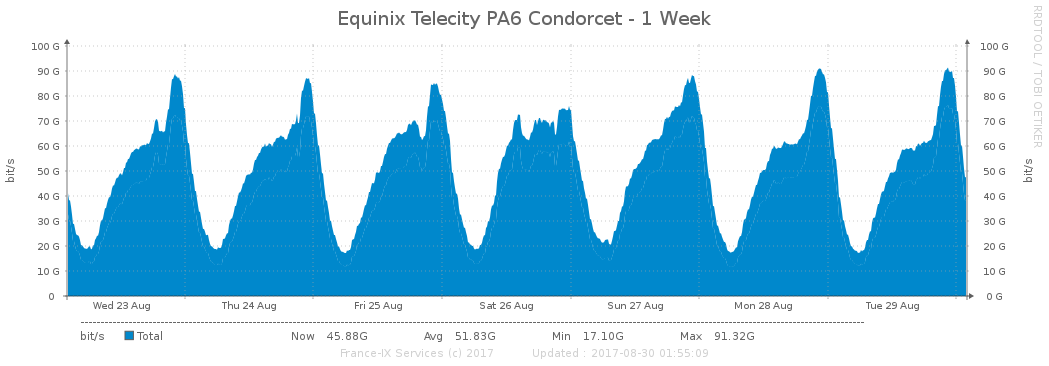 Equinix Telecity PA6 Condorcet - 1 Week
RRDTOOL / TOBI OETIKER
bit/s
100 G
90 G
80 G
70 G
60 G
50 G
40 G
30 G
20 G
10 G
0
100 G
90 G
80 G
70 G
60 G
50 G
40 G
30 G
20 G
10 G
0 G
bit/s
Wed 23 Aug Thu 24 Aug Fri 25 Aug Sat 26 Aug Sun 27 Aug Mon 28 Aug Tue 29 Aug
bit/s Total Now 45.88G Avg 51.83G Min 17.10G Max 91.32G
France-IX Services (c) 2017 Updated : 2017-08-30 01:55:09